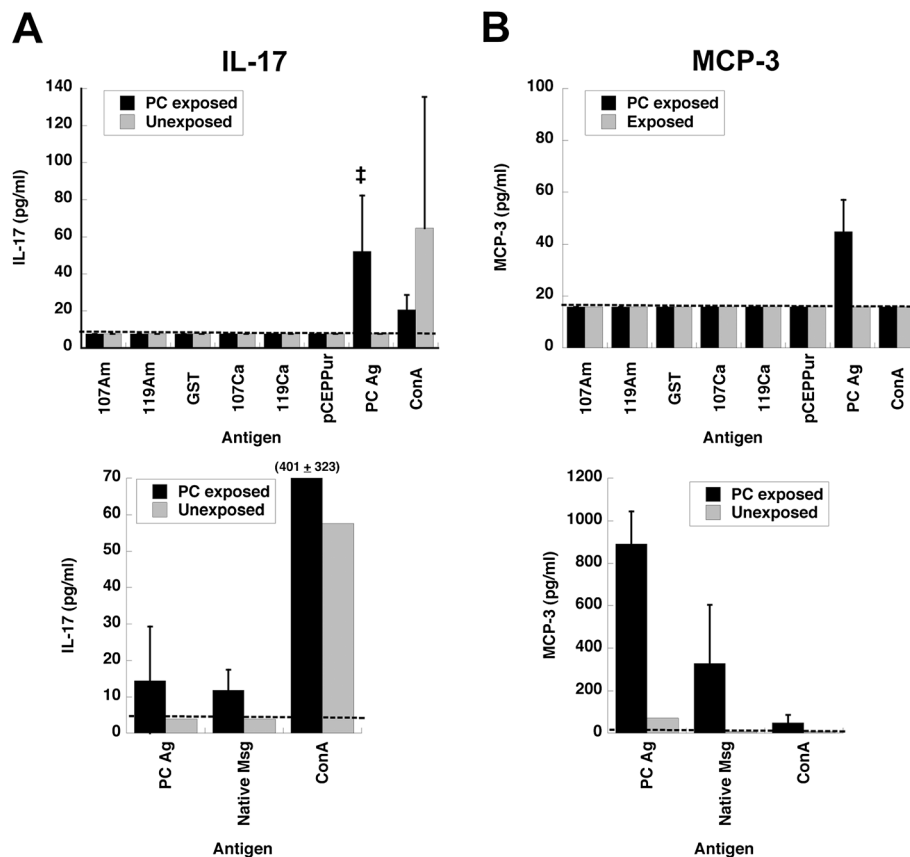 A
IL-17
140
120
100
80
60
40
20
0
IL-17 (pg/ml)
PC exposed
Unexposed
‡
107Am
119Am
GST
107Ca
119Ca
pCEPPur
PC Ag
ConA
Antigen
B
MCP-3
100
80
60
40
20
0
MCP-3 (pg/ml)
PC exposed
Exposed
107Am
119Am
GST
107Ca
119Ca
pCEPPur
PC Ag
ConA
Antigen
(401 ± 323)
70
60
50
40
30
20
10
0
IL-17 (pg/ml)
PC exposed
Unexposed
PC Ag
Native Msg
ConA
Antigen
1200
1000
800
600
400
200
0
MCP-3 (pg/ml)
PC exposed
Unexposed
PC Ag
Native Msg
ConA
Antigen